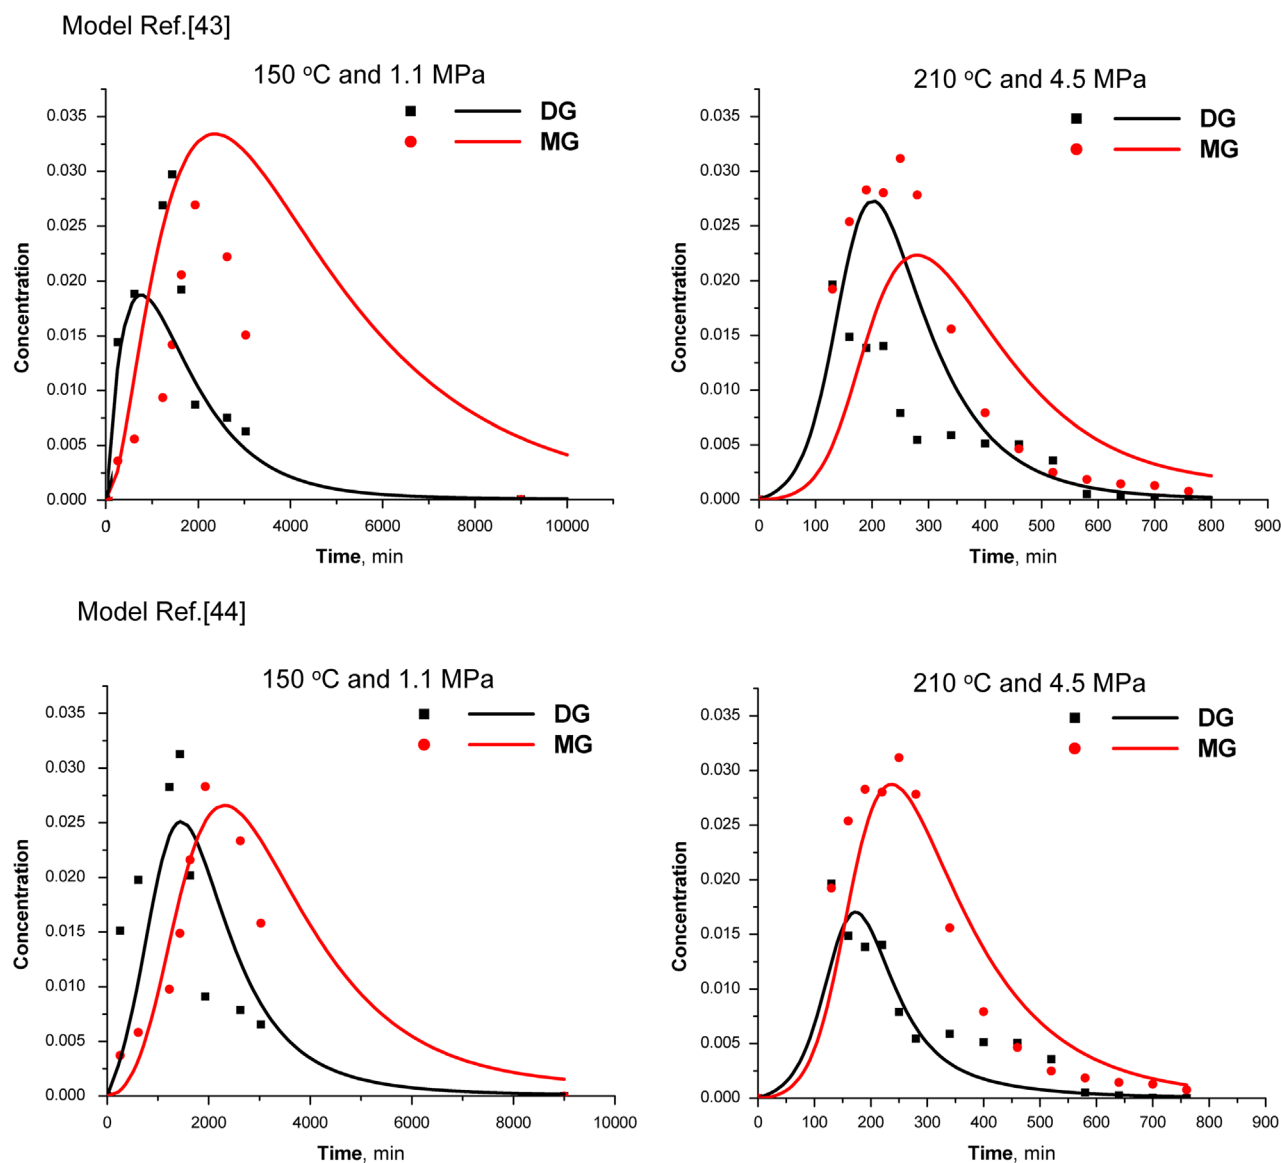 Model Ref.[43]
150 °C and 1.1 MPa
DG
MG
0.035
0.030
0.025
0.020
0.015
0.010
0.005
0.000
Concentration
0 2000 4000 6000 8000 10000
Time, min
210 °C and 4.5 MPa
DG
MG
0.035
0.030
0.025
0.020
0.015
0.010
0.005
0.000
Concentration
0 100 200 300 400 500 600 700 800 900
Time, min
Model Ref.[44]
150 °C and 1.1 MPa
DG
MG
0.035
0.030
0.025
0.020
0.015
0.010
0.005
0.000
Concentration
0 2000 4000 6000 8000 10000
Time, min
210 °C and 4.5 MPa
DG
MG
0.035
0.030
0.025
0.020
0.015
0.010
0.005
0.000
Concentration
0 100 200 300 400 500 600 700 800 900
Time, min